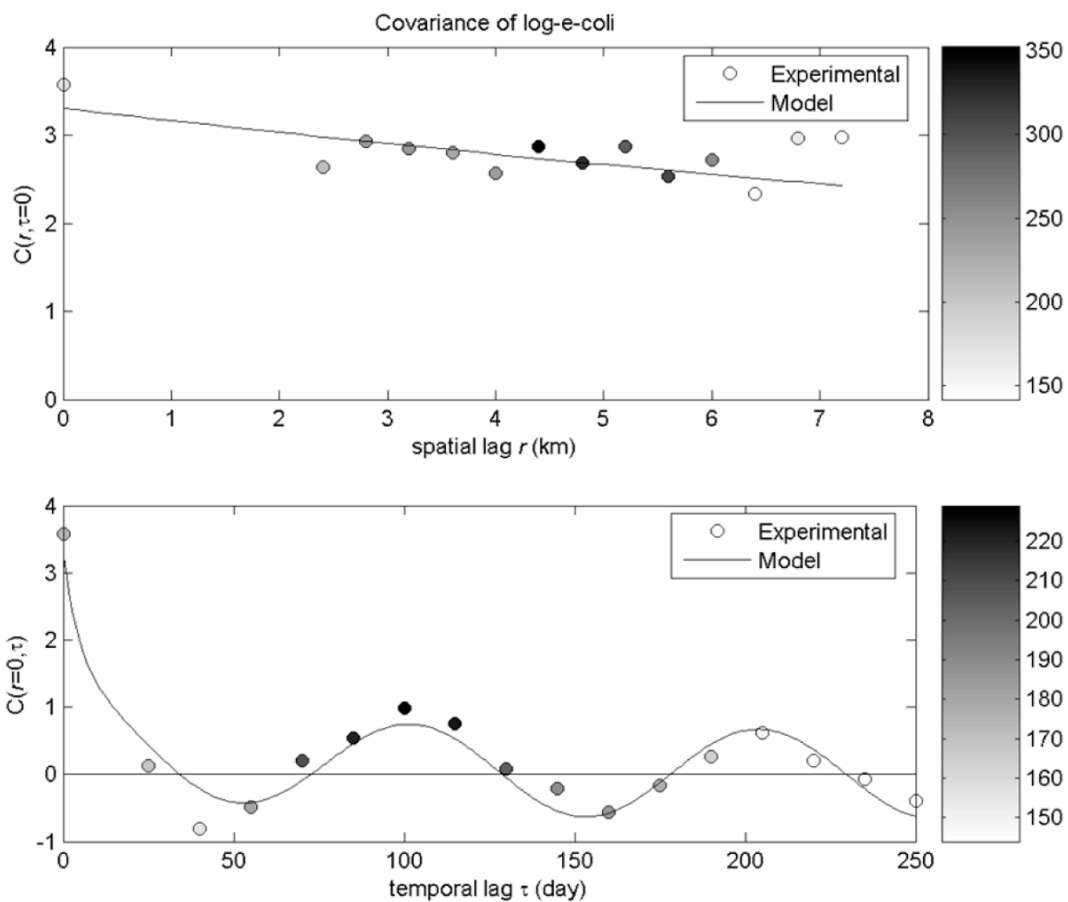 Covariance of log-e-coli
C(r,τ=0)
4
3
2
1
0
0 1 2 3 4 5 6 7 8
spatial lag r (km)
Experimental
Model
350
300
250
200
150
C(r=0,τ)
4
3
2
1
0
-1
0 50 100 150 200 250
temporal lag τ (day)
Experimental
Model
220
210
200
190
180
170
160
150